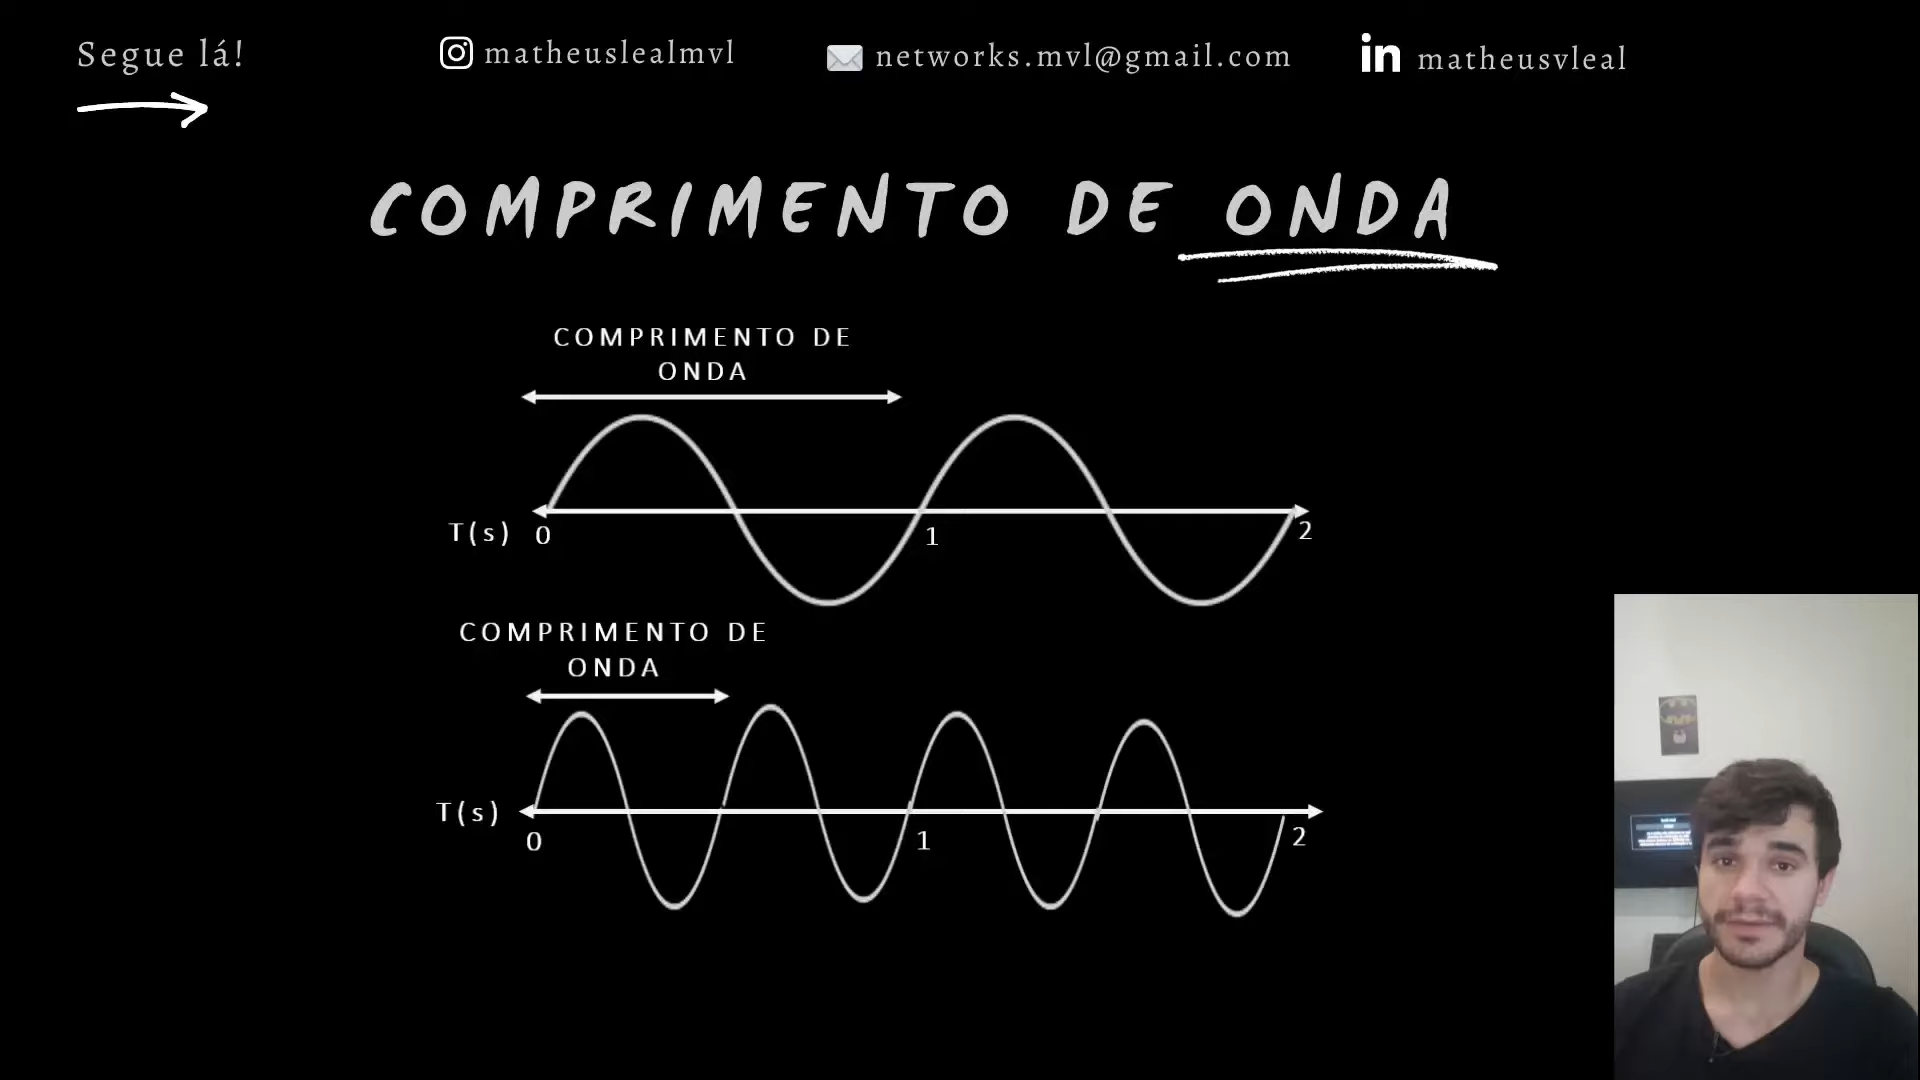 Segue lá!
matheuslealmvl
networks.mvl@gmail.com
in matheusvleal
COMPRIMENTO DE ONDA
COMPRIMENTO DE
ONDA
T(s) 0 1 2
COMPRIMENTO DE
ONDA
T(s)
0 1 2